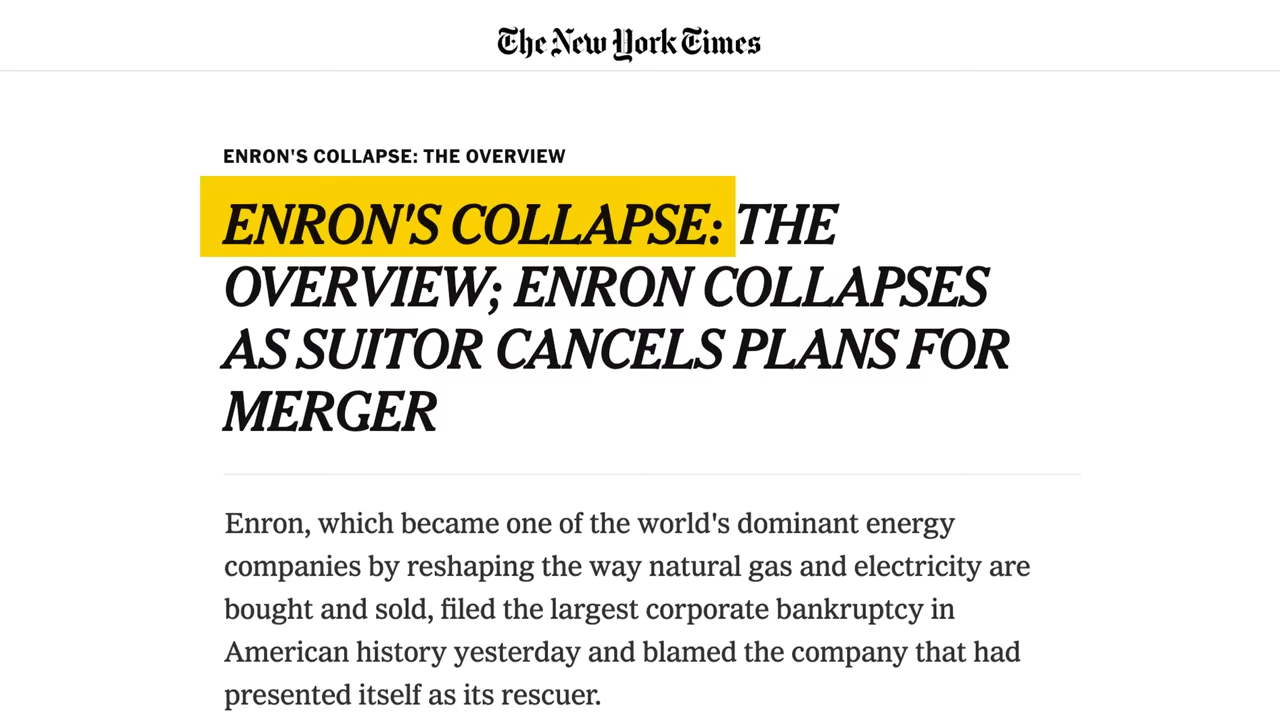 The New York Times
ENRON'S COLLAPSE: THE OVERVIEW
ENRON'S COLLAPSE: THE
OVERVIEW; ENRON COLLAPSES
AS SUITOR CANCELS PLANS FOR
MERGER
Enron, which became one of the world's dominant energy
companies by reshaping the way natural gas and electricity are
bought and sold, filed the largest corporate bankruptcy in
American history yesterday and blamed the company that had
presented itself as its rescuer.